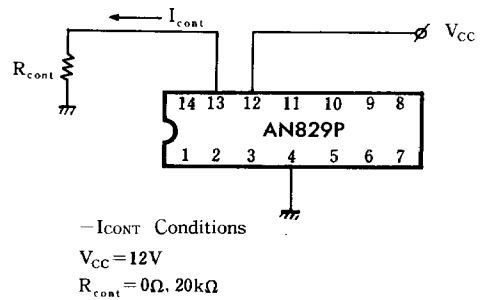 I_cont
V_CC
R_cont
14 13 12 11 10 9 8
AN829P
1 2 3 4 5 6 7
−ICONT Conditions
V_CC=12V
R_cont=0Ω, 20kΩ